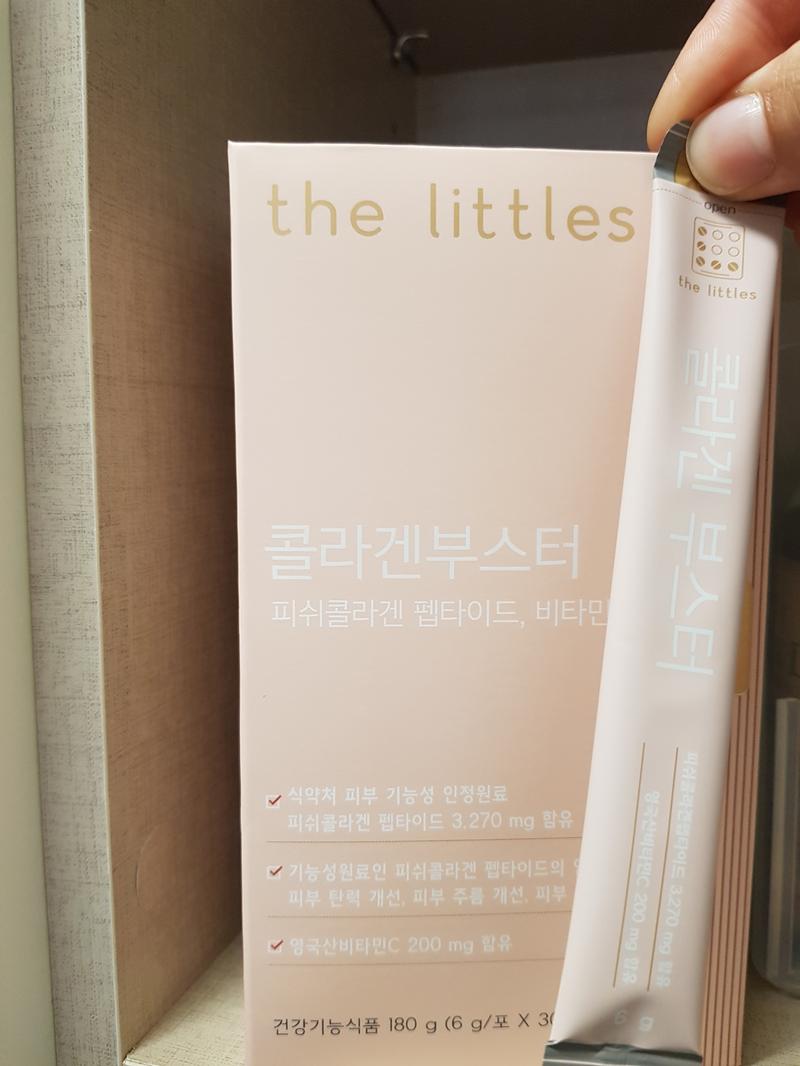 the littles
콜라겐부스터
피쉬콜라겐 펩타이드, 비타민
식약처 피부 기능성 인정원료
피쉬콜라겐 펩타이드 3,270 mg 함유
기능성원료인 피쉬콜라겐 펩타이드의
피부 탄력 개선, 피부 주름 개선, 피부
영국산비타민C 200 mg 함유
건강기능식품 180 g (6 g/포 X 30
open
the littles
콜라겐 부스터
피쉬콜라겐펩타이드 3,270 mg 함유
영국산비타민C 200 mg 함유
6 g